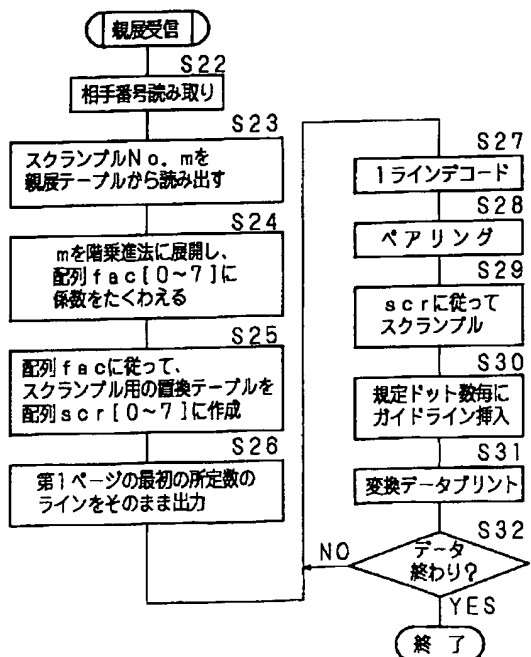 親展受信
S22
相手番号読み取り
S23
スクランブルNo.mを
親展テーブルから読み出す
S24
mを階乗進法に展開し、
配列fac[0~7]に
係数をたくわえる
S25
配列facに従って、
スクランブル用の置換テーブルを
配列scr[0~7]に作成
S26
第1ページの最初の所定数の
ラインをそのまま出力
S27
1ラインデコード
S28
ペアリング
S29
scrに従って
スクランブル
S30
規定ドット数毎に
ガイドライン挿入
S31
変換データプリント
S32
データ
終わり?
NO
YES
終了